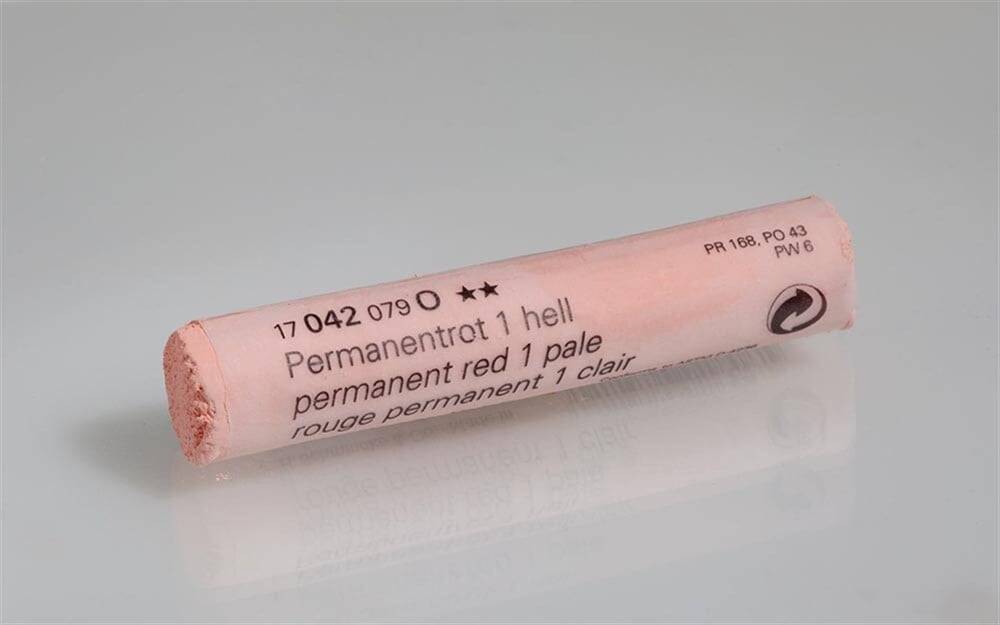 17 042 079 O ★★
Permanentrot 1 hell
permanent red 1 pale
rouge permanent 1 clair
PR 168, PO 43
PW 6